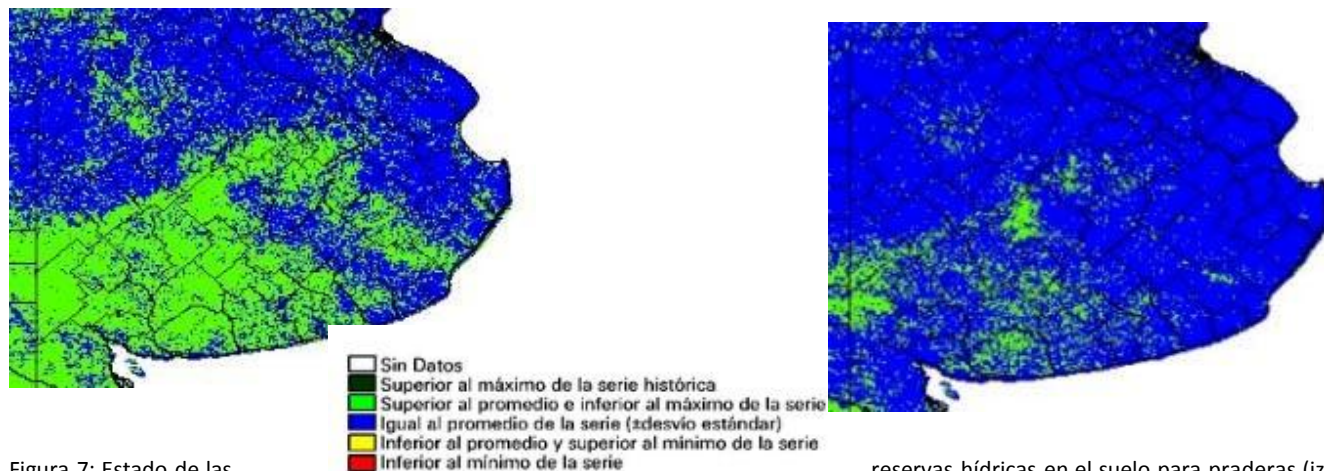 Sin Datos
Superior al máximo de la serie histórica
Superior al promedio e inferior al máximo de la serie
Igual al promedio de la serie (±desvío estándar)
Inferior al promedio y superior al mínimo de la serie
Inferior al mínimo de la serie
Figura 7: Estado de las reservas hídricas en el suelo para praderas (iz